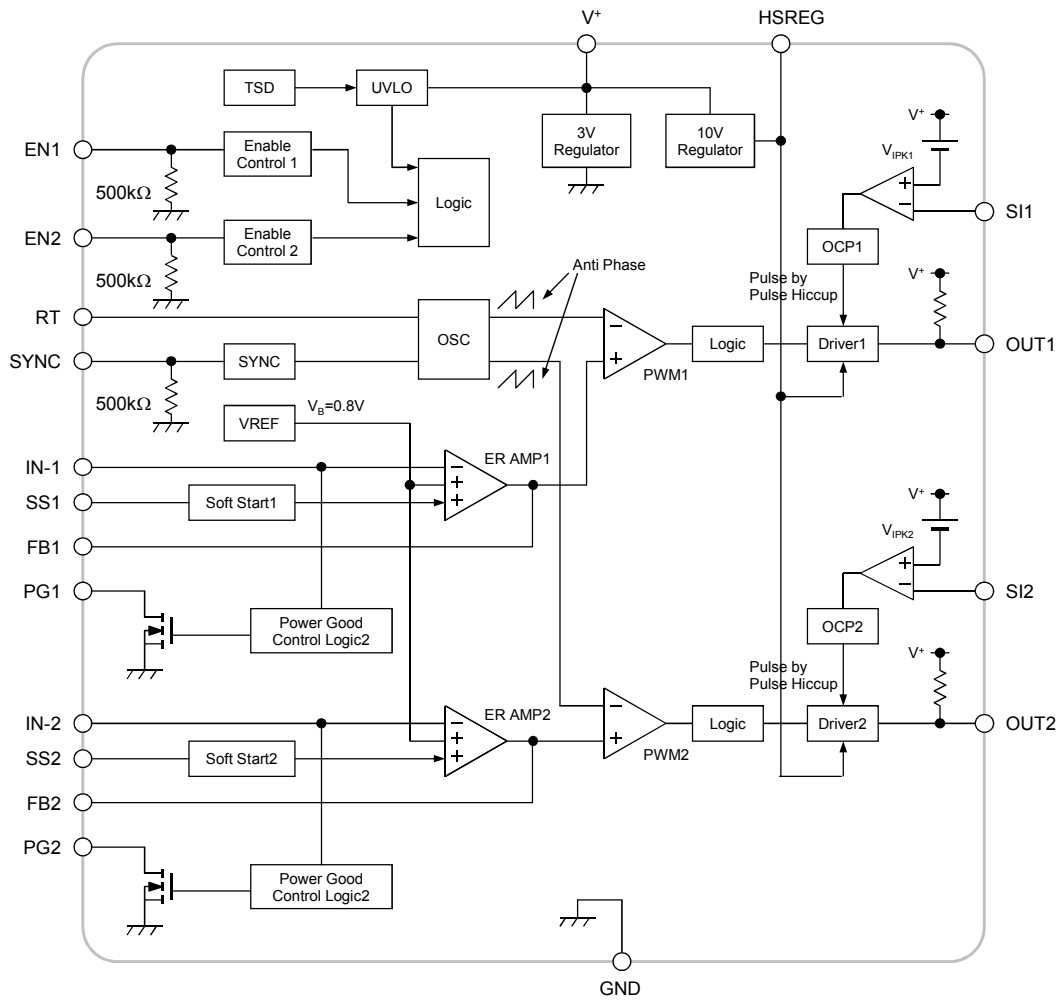 V+
HSREG
TSD
UVLO
3V
Regulator
10V
Regulator
V+
VIPK1
+
−
SI1
OCP1
EN1
500kΩ
Enable
Control 1
Logic
EN2
500kΩ
Enable
Control 2
Anti Phase
Pulse by
Pulse Hiccup
V+
RT
OSC
−
+
PWM1
Logic
Driver1
OUT1
SYNC
500kΩ
SYNC
VREF
VB=0.8V
IN-1
ER AMP1
−
+
+
SS1
Soft Start1
FB1
V+
VIPK2
+
−
SI2
OCP2
PG1
Power Good
Control Logic2
Pulse by
Pulse Hiccup
V+
IN-2
ER AMP2
−
+
+
−
+
PWM2
Logic
Driver2
OUT2
SS2
Soft Start2
FB2
PG2
Power Good
Control Logic2
GND